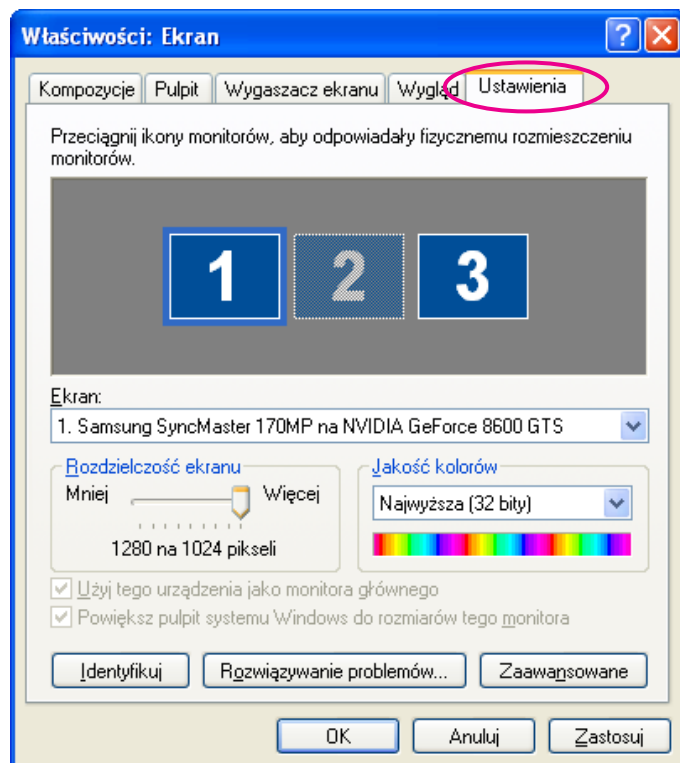 Właściwości: Ekran
Kompozycje Pulpit Wygaszacz ekranu Wygląd Ustawienia
Przeciągnij ikony monitorów, aby odpowiadały fizycznemu rozmieszczeniu
monitorów.
1 2 3
Ekran:
1. Samsung SyncMaster 170MP na NVIDIA GeForce 8600 GTS
Rozdzielczość ekranu
Mniej Więcej
1280 na 1024 pikseli
Jakość kolorów
Najwyższa (32 bity)
Użyj tego urządzenia jako monitora głównego
Powiększ pulpit systemu Windows do rozmiarów tego monitora
Identyfikuj Rozwiązywanie problemów... Zaawansowane
OK Anuluj Zastosuj